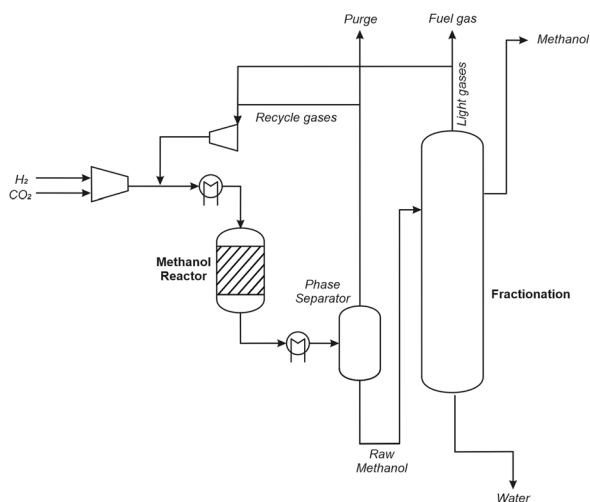 Purge
Fuel gas
Methanol
Light gases
Recycle gases
H₂
CO₂
Methanol
Reactor
Phase
Separator
Fractionation
Raw
Methanol
Water